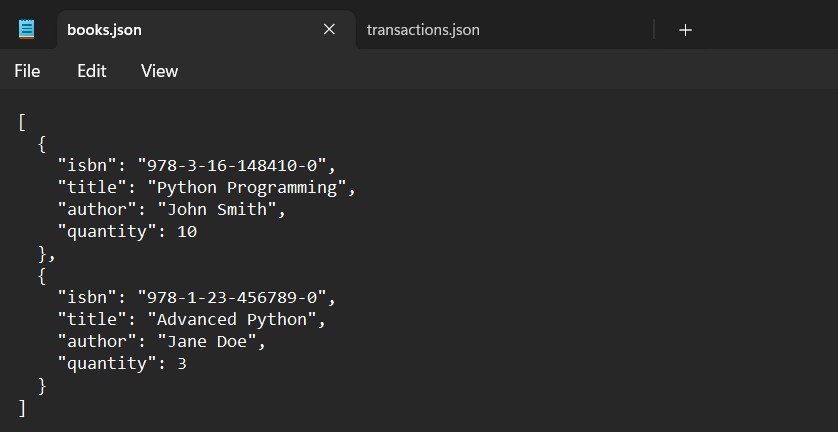 books.json transactions.json
File Edit View
[
  {
    "isbn": "978-3-16-148410-0",
    "title": "Python Programming",
    "author": "John Smith",
    "quantity": 10
  },
  {
    "isbn": "978-1-23-456789-0",
    "title": "Advanced Python",
    "author": "Jane Doe",
    "quantity": 3
  }
]